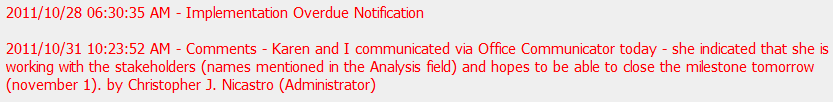 2011/10/28 06:30:35 AM - Implementation Overdue Notification
2011/10/31 10:23:52 AM - Comments - Karen and I communicated via Office Communicator today - she indicated that she is
working with the stakeholders (names mentioned in the Analysis field) and hopes to be able to close the milestone tomorrow
(november 1). by Christopher J. Nicastro (Administrator)